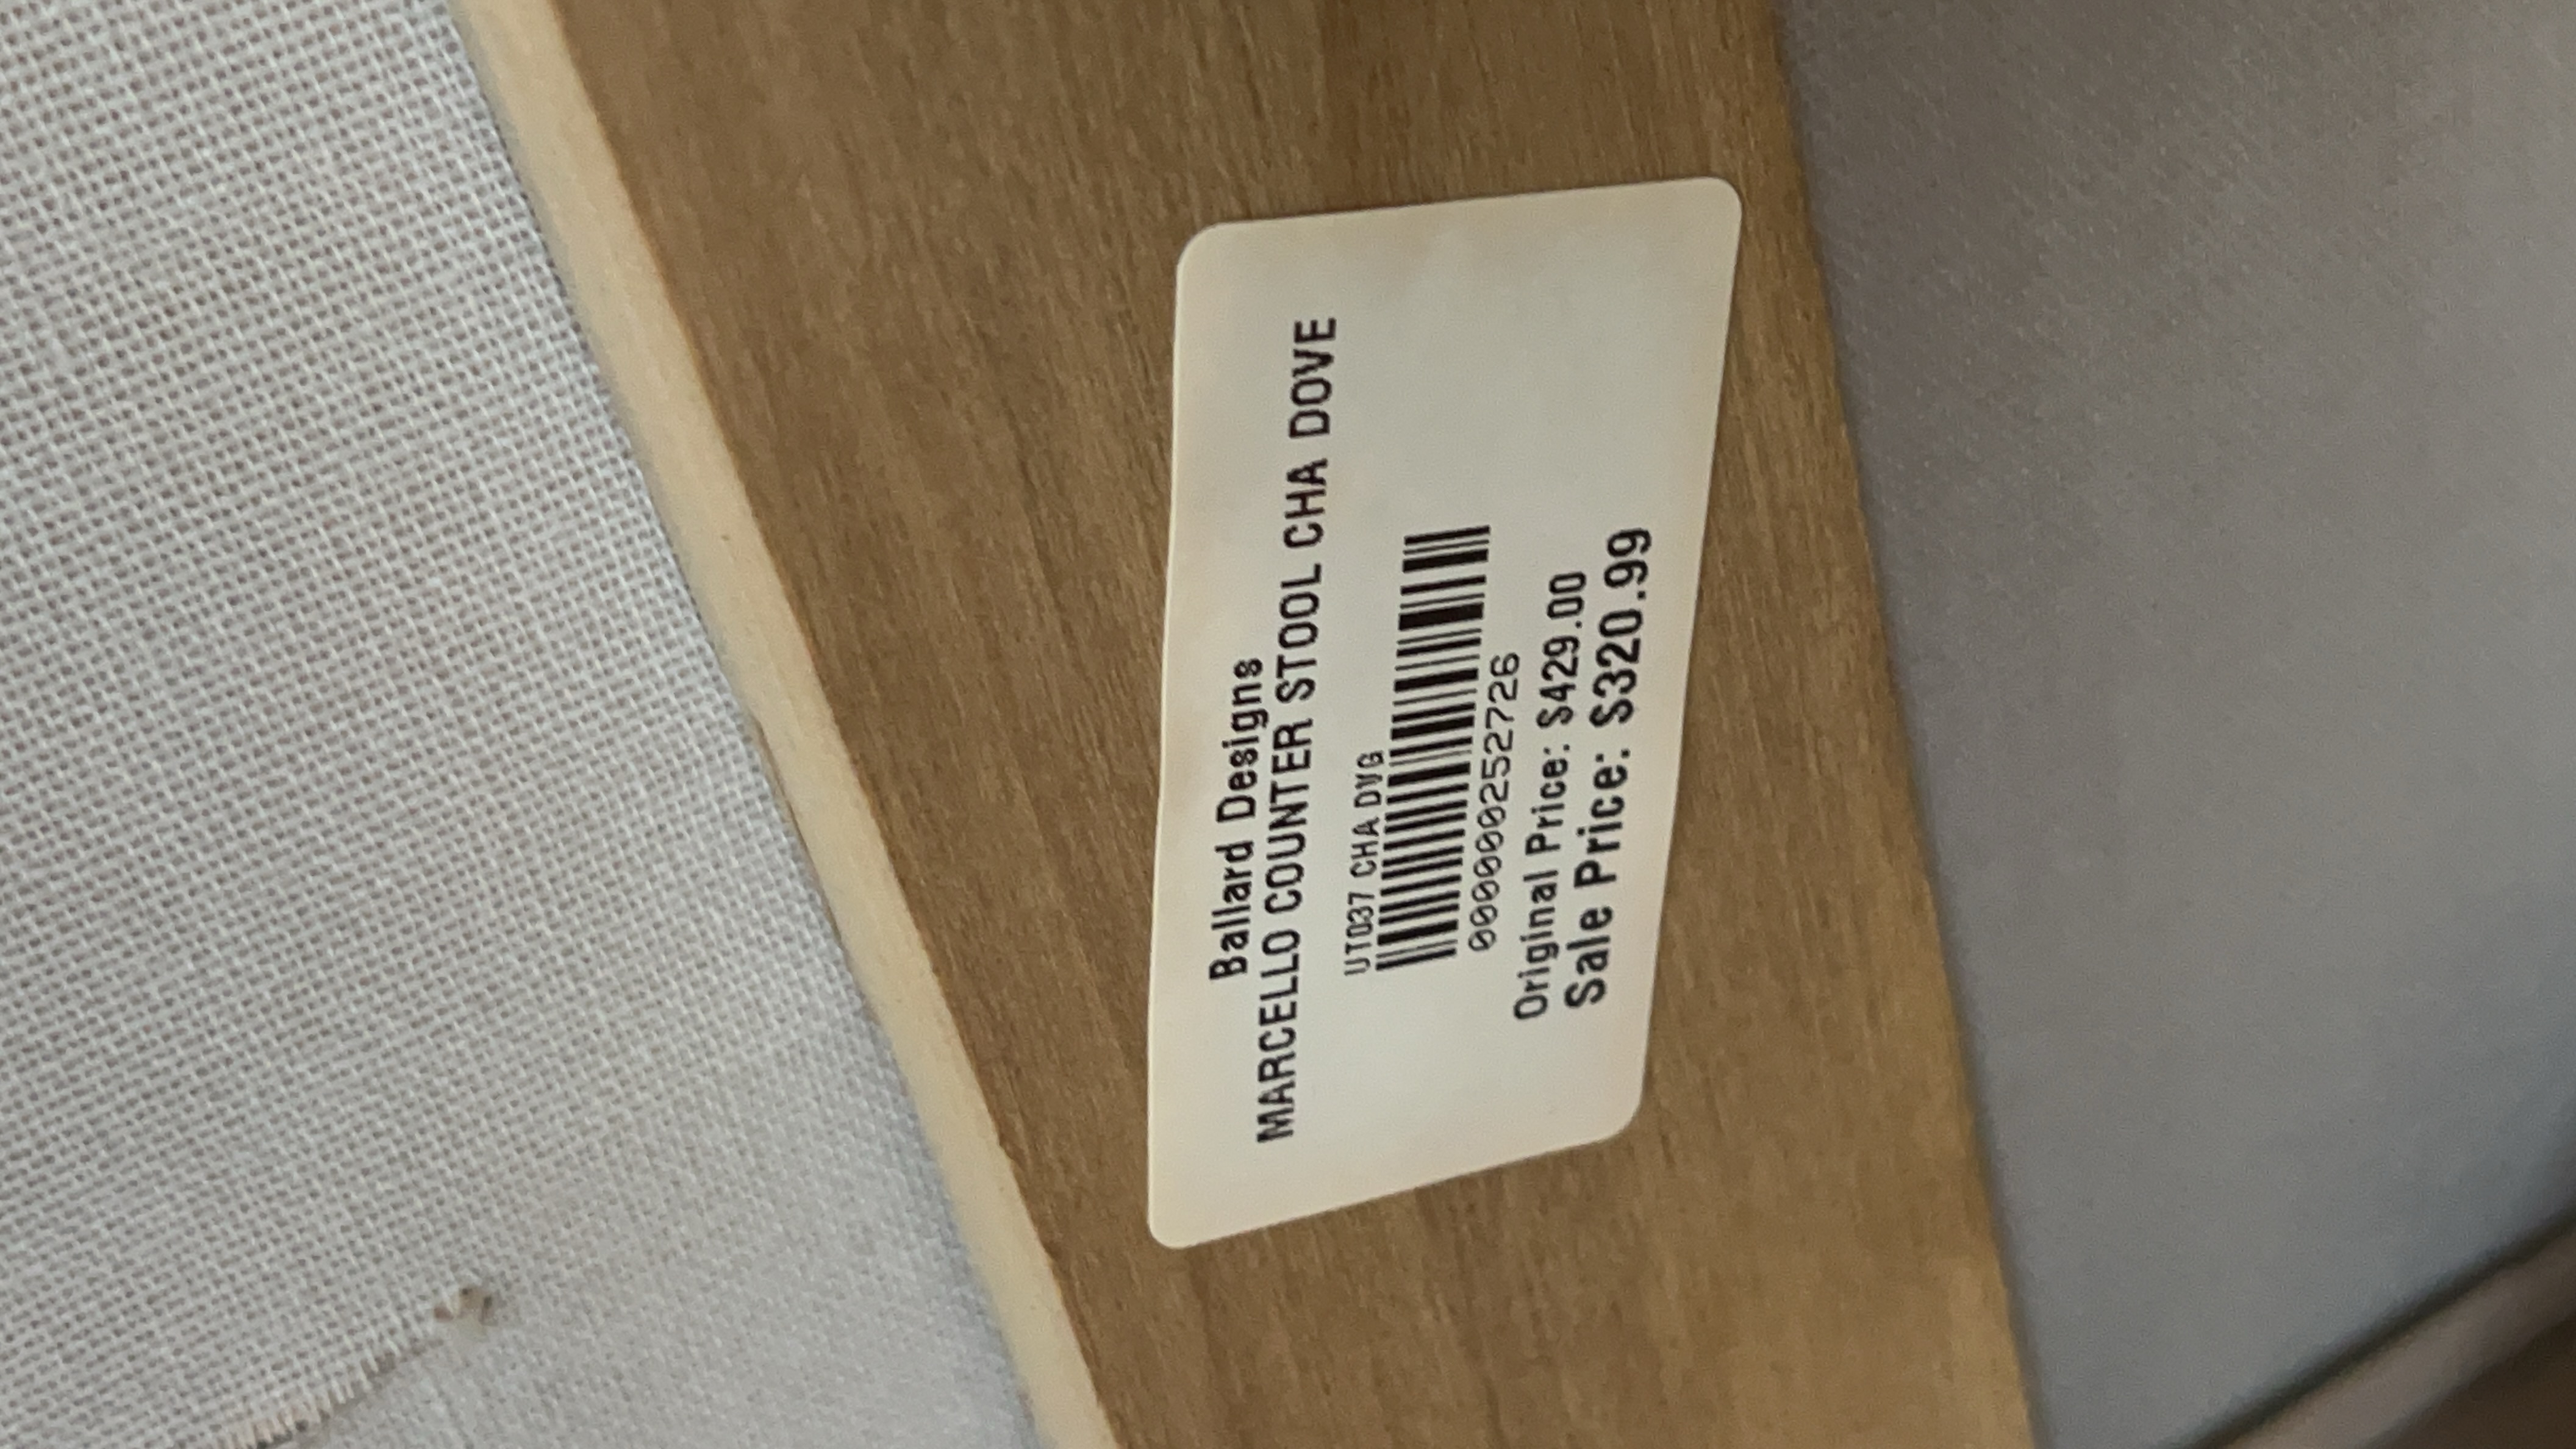 Ballard Designs
MARCELLO COUNTER STOOL CHA DOVE
UT037 CHA DVG
000000252726
Original Price: $429.00
Sale Price: $320.99